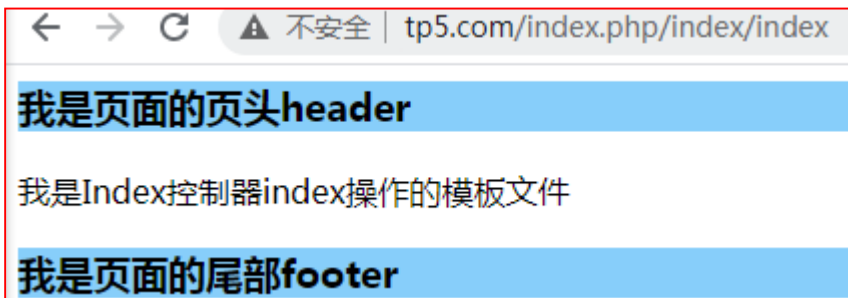 不安全 | tp5.com/index.php/index/index
我是页面的页头header
我是Index控制器index操作的模板文件
我是页面的尾部footer